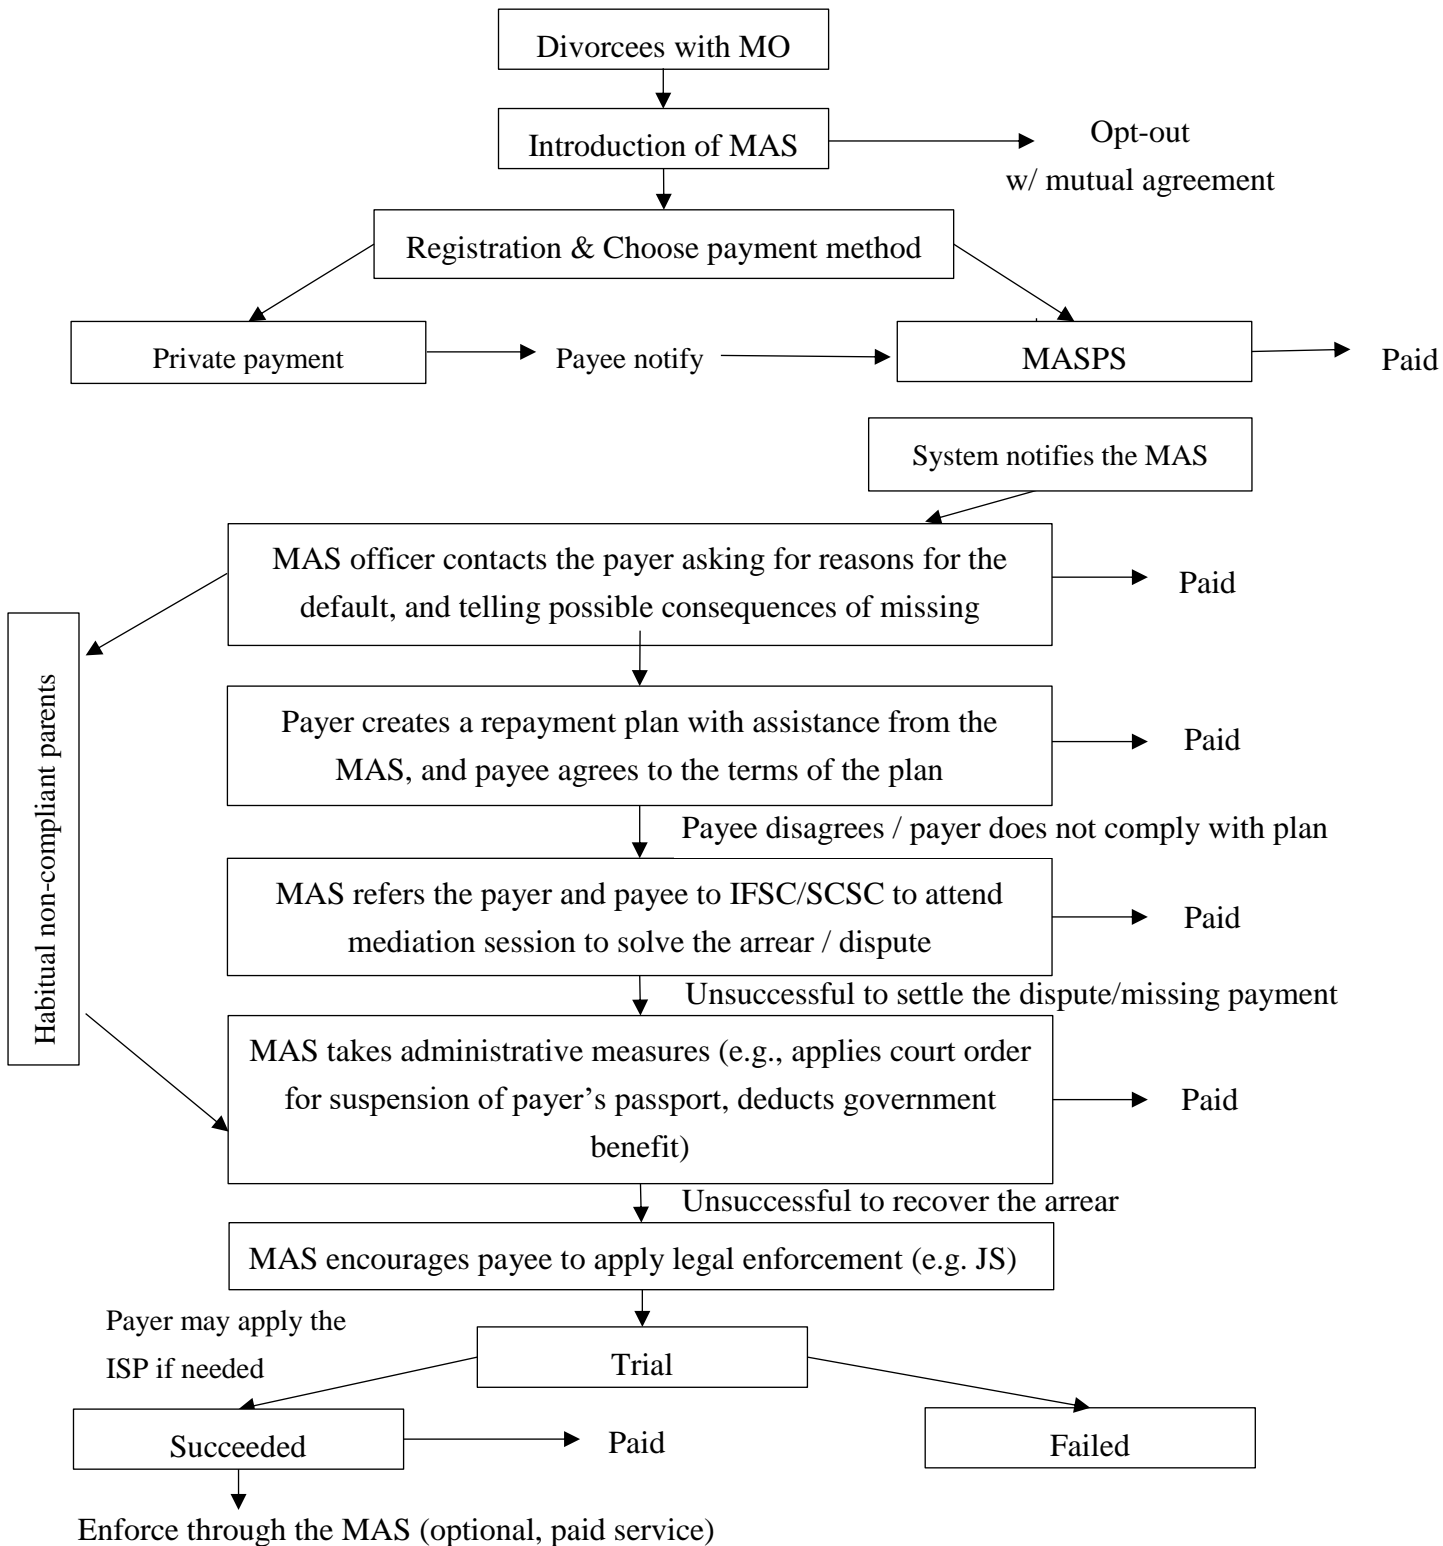 Divorcees with MO
Introduction of MAS
Opt-out
w/ mutual agreement
Registration & Choose payment method
Private payment
Payee notify
MASPS
Paid
System notifies the MAS
MAS officer contacts the payer asking for reasons for the
default, and telling possible consequences of missing
Paid
Habitual non-compliant parents
Payer creates a repayment plan with assistance from the
MAS, and payee agrees to the terms of the plan
Paid
Payee disagrees / payer does not comply with plan
MAS refers the payer and payee to IFSC/SCSC to attend
mediation session to solve the arrear / dispute
Paid
Unsuccessful to settle the dispute/missing payment
MAS takes administrative measures (e.g., applies court order
for suspension of payer’s passport, deducts government
benefit)
Paid
Unsuccessful to recover the arrear
MAS encourages payee to apply legal enforcement (e.g. JS)
Payer may apply the
ISP if needed
Trial
Succeeded
Paid
Failed
Enforce through the MAS (optional, paid service)